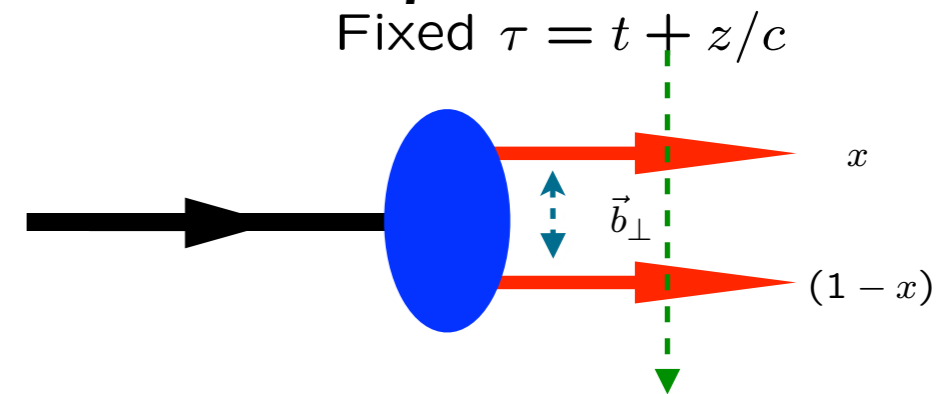 Fixed τ = t + z/c
x
b⃗⊥
(1 − x)